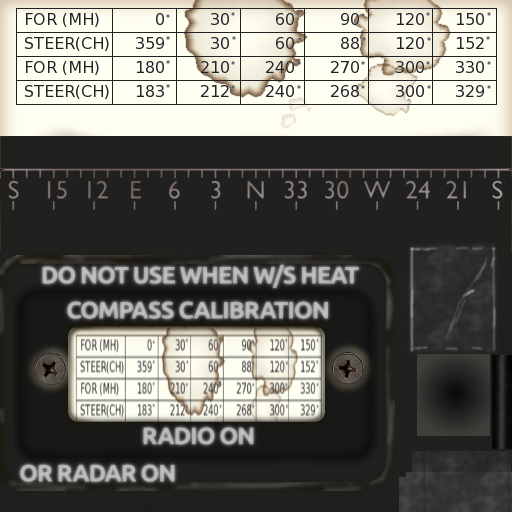 FOR (MH) 0° 30° 60° 90° 120° 150°
STEER(CH) 359° 30° 60° 88° 120° 152°
FOR (MH) 180° 210° 240° 270° 300° 330°
STEER(CH) 183° 212° 240° 268° 300° 329°
S 15 12 E 6 3 N 33 30 W 24 21 S
DO NOT USE WHEN W/S HEAT
COMPASS CALIBRATION
FOR (MH) 0° 30° 60° 90° 120° 150°
STEER(CH) 359° 30° 60° 88° 120° 152°
FOR (MH) 180° 210° 240° 270° 300° 330°
STEER(CH) 183° 212° 240° 268° 300° 329°
RADIO ON
OR RADAR ON